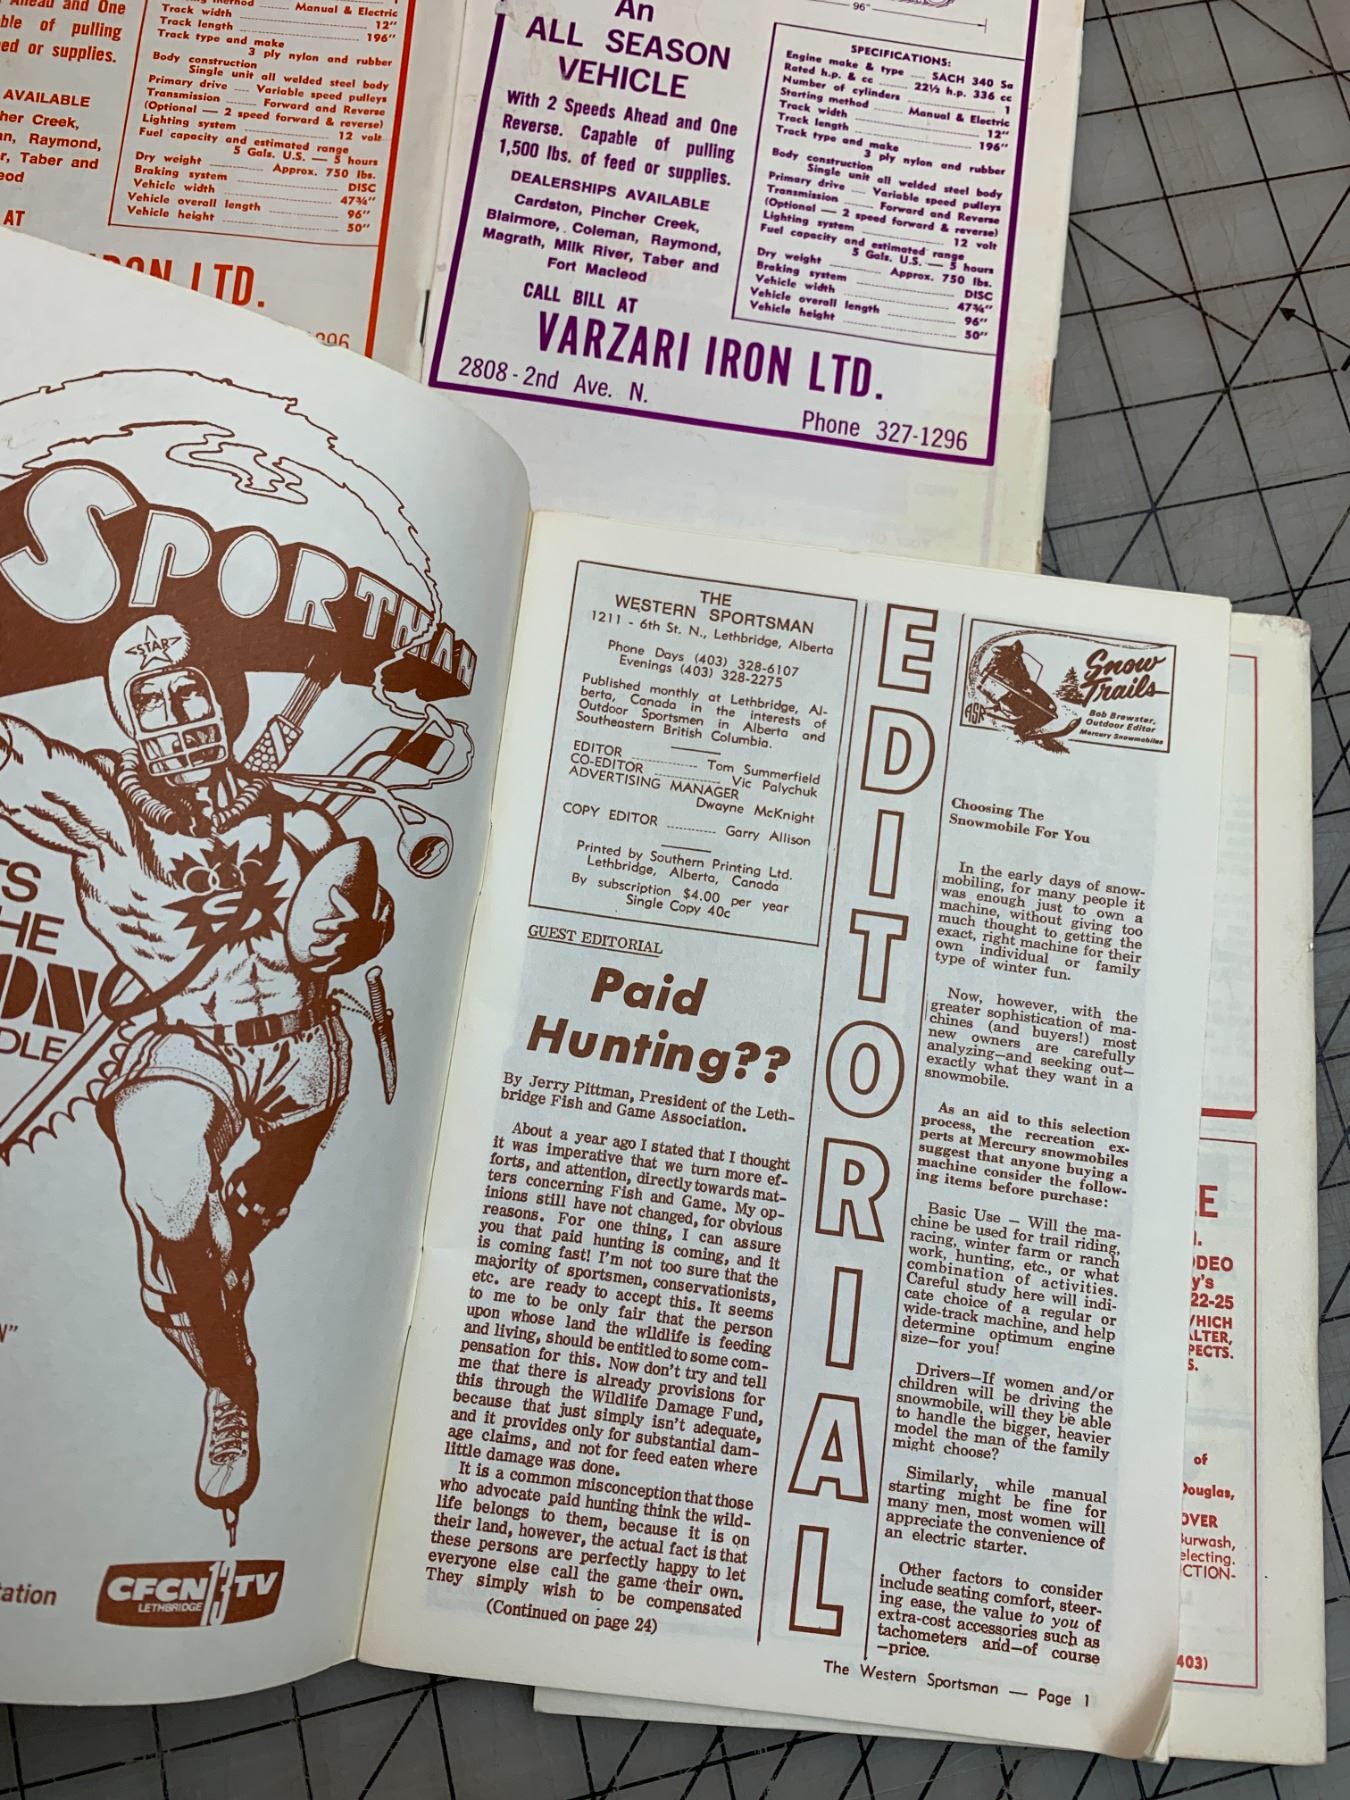 Ahead and One
ble of pulling
ed or supplies.
AVAILABLE
her Creek,
n, Raymond,
r, Taber and
eod
AT
method Manual & Electric
Track width 12"
Track length 196"
Track type and make
3 ply nylon and rubber
Body construction
Single unit all welded steel body
Primary drive Variable speed pulleys
Transmission Forward and Reverse
(Optional — 2 speed forward & reverse)
Lighting system 12 volt
Fuel capacity and estimated range
5 Gals. U.S. — 5 hours
Dry weight Approx. 750 lbs.
Braking system DISC
Vehicle width 47¾"
Vehicle overall length 96"
Vehicle height 50"
RON LTD.
96"
An
ALL SEASON
VEHICLE
With 2 Speeds Ahead and One
Reverse. Capable of pulling
1,500 lbs. of feed or supplies.
DEALERSHIPS AVAILABLE
Cardston, Pincher Creek,
Blairmore, Coleman, Raymond,
Magrath, Milk River, Taber and
Fort Macleod
CALL BILL AT
SPECIFICATIONS:
Engine make & type SACH 340 Sa
Rated h.p. & cc 22½ h.p. 336 cc
Number of cylinders 1
Starting method Manual & Electric
Track width 12"
Track length 196"
Track type and make
3 ply nylon and rubber
Body construction
Single unit all welded steel body
Primary drive Variable speed pulleys
Transmission Forward and Reverse
(Optional — 2 speed forward & reverse)
Lighting system 12 volt
Fuel capacity and estimated range
5 Gals. U.S. — 5 hours
Dry weight Approx. 750 lbs.
Braking system DISC
Vehicle width 47¾"
Vehicle overall length 96"
Vehicle height 50"
VARZARI IRON LTD.
2808 - 2nd Ave. N.
Phone 327-1296
SPORTMAN
STAR
TS
HE
ON
DLE
N"
tation
CFCN 13 TV
LETHBRIDGE
THE
WESTERN SPORTSMAN
1211 - 6th St. N., Lethbridge, Alberta
Phone Days (403) 328-6107
Evenings (403) 328-2275
Published monthly at Lethbridge, Al-
berta, Canada in the interests of
Outdoor Sportsmen in Alberta and
Southeastern British Columbia.
EDITOR Tom Summerfield
CO-EDITOR Vic Palychuk
ADVERTISING MANAGER
Dwayne McKnight
COPY EDITOR Garry Allison
Printed by Southern Printing Ltd.
Lethbridge, Alberta, Canada
By subscription $4.00 per year
Single Copy 40c
GUEST EDITORIAL
Paid
Hunting??
By Jerry Pittman, President of the Leth-
bridge Fish and Game Association.
About a year ago I stated that I thought
it was imperative that we turn more ef-
forts, and attention, directly towards mat-
ters concerning Fish and Game. My op-
inions still have not changed, for obvious
reasons. For one thing, I can assure
you that paid hunting is coming, and it
is coming fast! I'm not too sure that the
majority of sportsmen, conservationists,
etc. are ready to accept this. It seems
to me to be only fair that the person
upon whose land the wildlife is feeding
and living, should be entitled to some com-
pensation for this. Now don't try and tell
me that there is already provisions for
this through the Wildlife Damage Fund,
because that just simply isn't adequate,
and it provides only for substantial dam-
age claims, and not for feed eaten where
little damage was done.
It is a common misconception that those
who advocate paid hunting think the wild-
life belongs to them, because it is on
their land, however, the actual fact is that
these persons are perfectly happy to let
everyone else call the game their own.
They simply wish to be compensated
(Continued on page 24)
EDITORIAL
Snow
Trails
Bob Brewster,
Outdoor Editor
Mercury Snowmobiles
Choosing The
Snowmobile For You
In the early days of snow-
mobiling, for many people it
was enough just to own a
machine, without giving too
much thought to getting the
exact, right machine for their
own individual or family
type of winter fun.
Now, however, with the
greater sophistication of ma-
chines (and buyers!) most
new owners are carefully
analyzing—and seeking out—
exactly what they want in a
snowmobile.
As an aid to this selection
process, the recreation ex-
perts at Mercury snowmobiles
suggest that anyone buying a
machine consider the follow-
ing items before purchase:
Basic Use — Will the ma-
chine be used for trail riding,
racing, winter farm or ranch
work, hunting, etc., or what
combination of activities.
Careful study here will indi-
cate choice of a regular or
wide-track machine, and help
determine optimum engine
size—for you!
Drivers—If women and/or
children will be driving the
snowmobile, will they be able
to handle the bigger, heavier
model the man of the family
might choose?
Similarly, while manual
starting might be fine for
many men, most women will
appreciate the convenience of
an electric starter.
Other factors to consider
include seating comfort, steer-
ing ease, the value to you of
extra-cost accessories such as
tachometers and—of course
—price.
The Western Sportsman — Page 1
E
ODEO
y's
22-25
WHICH
ALTER,
PECTS.
S.
of
Douglas,
OVER
Burwash,
electing.
CTION-
403)